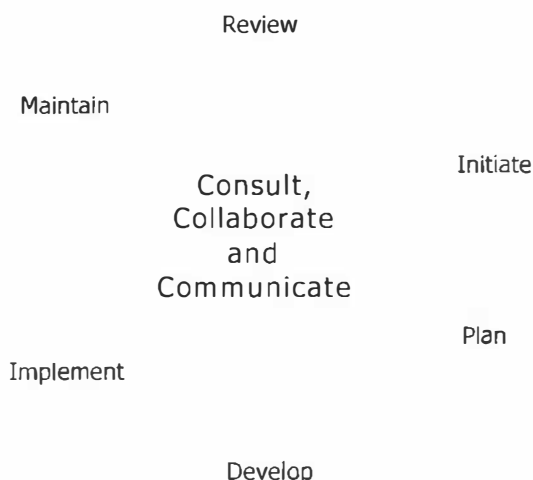 Review
Maintain
Initiate
Consult,
Collaborate
and
Communicate
Plan
Implement
Develop